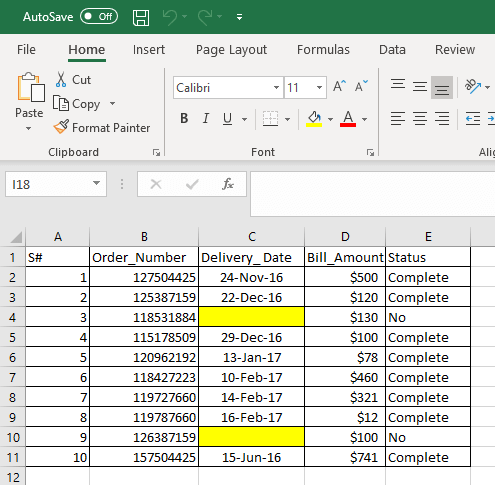 AutoSave Off
File Home Insert Page Layout Formulas Data Review
Paste
Cut
Copy
Format Painter
Clipboard
Calibri 11 A A
B I U A
Font
Alig
ab
I18 fx
A B C D E
1 S# Order_Number Delivery_ Date Bill_Amount Status
2 1 127504425 24-Nov-16 $500 Complete
3 2 125387159 22-Dec-16 $120 Complete
4 3 118531884 $130 No
5 4 115178509 29-Dec-16 $100 Complete
6 5 120962192 13-Jan-17 $78 Complete
7 6 118427223 10-Feb-17 $460 Complete
8 7 119727660 14-Feb-17 $321 Complete
9 8 119787660 16-Feb-17 $12 Complete
10 9 126387159 $100 No
11 10 157504425 15-Jun-16 $741 Complete
12